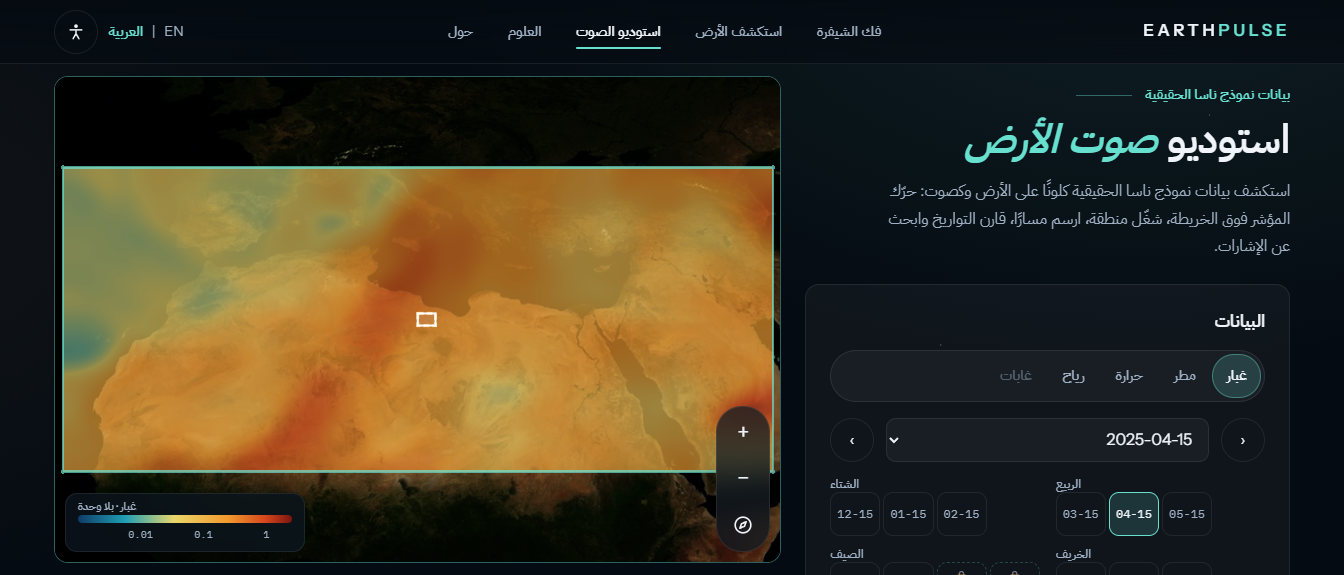 EARTHPULSE
فك الشيفرة
استكشف الأرض
استوديو الصوت
العلوم
حول
EN | العربية
بيانات نموذج ناسا الحقيقية
استوديو صوت الأرض
استكشف بيانات نموذج ناسا الحقيقية كلونًا على الأرض وكصوت: حرّك
المؤشر فوق الخريطة، شغّل منطقة، ارسم مسارًا، قارن التواريخ وابحث
عن الإشارات.
البيانات
غبار
مطر
حرارة
رياح
غابات
2025-04-15
الربيع
03-15 04-15 05-15
الشتاء
12-15 01-15 02-15
الخريف
الصيف
+
−
غبار · بلا وحدة
0.01 0.1 1